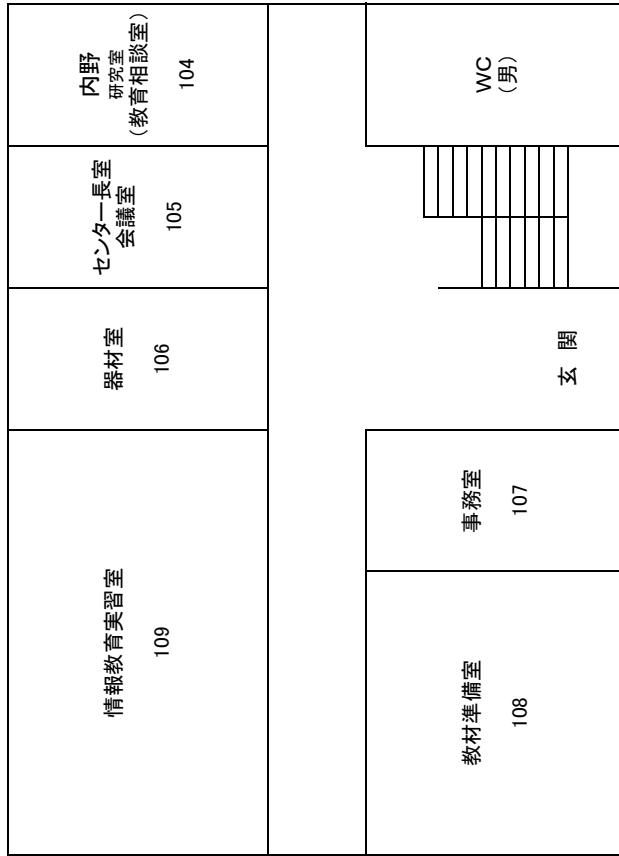 情報教育実習室
109
器材室
106
センター長室
会議室
105
内野
研究室
（教育相談室）
104
教材準備室
108
事務室
107
玄 関
WC
（男）